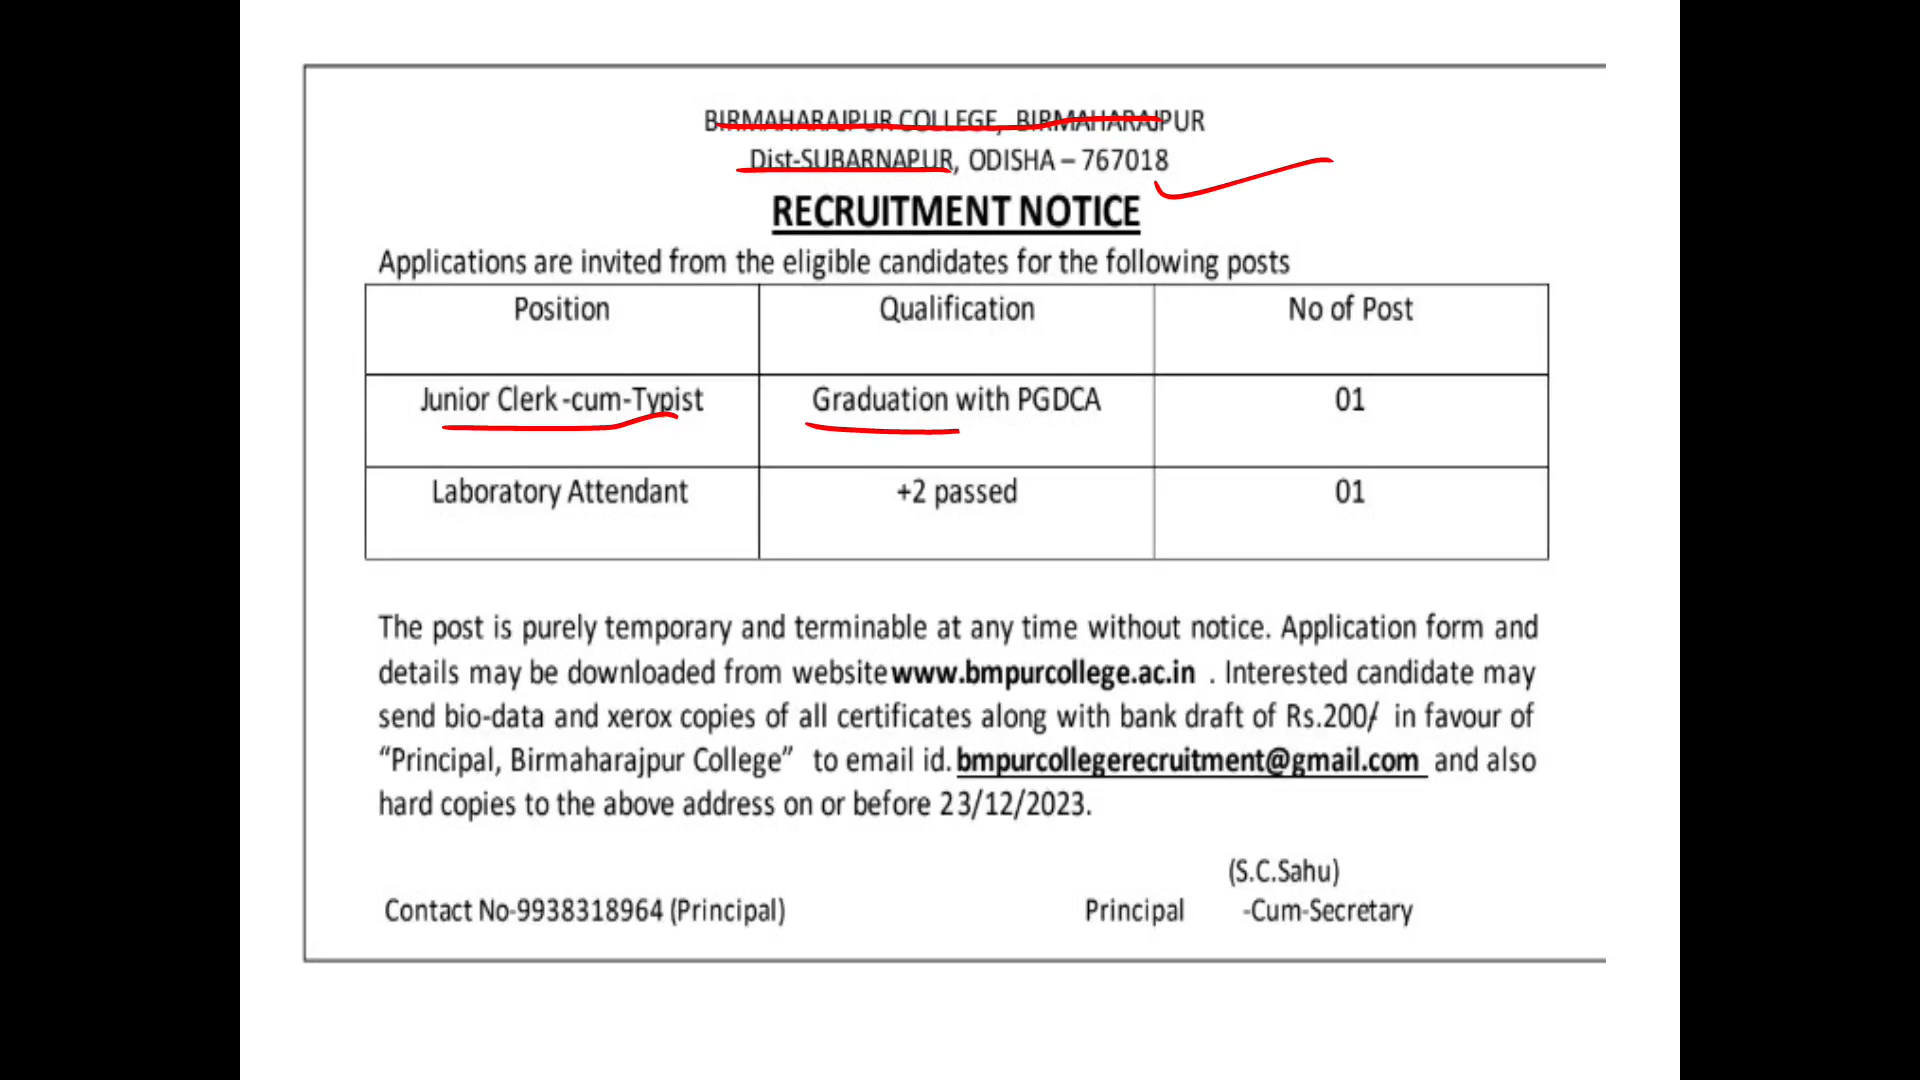 BIRMAHARAJPUR COLLEGE, BIRMAHARAJPUR
Dist-SUBARNAPUR, ODISHA – 767018
RECRUITMENT NOTICE
Applications are invited from the eligible candidates for the following posts
Position Qualification No of Post
Junior Clerk -cum-Typist Graduation with PGDCA 01
Laboratory Attendant +2 passed 01
The post is purely temporary and terminable at any time without notice. Application form and
details may be downloaded from website www.bmpurcollege.ac.in . Interested candidate may
send bio-data and xerox copies of all certificates along with bank draft of Rs.200/ in favour of
“Principal, Birmaharajpur College” to email id. bmpurcollegerecruitment@gmail.com and also
hard copies to the above address on or before 23/12/2023.
(S.C.Sahu)
Contact No-9938318964 (Principal) Principal -Cum-Secretary